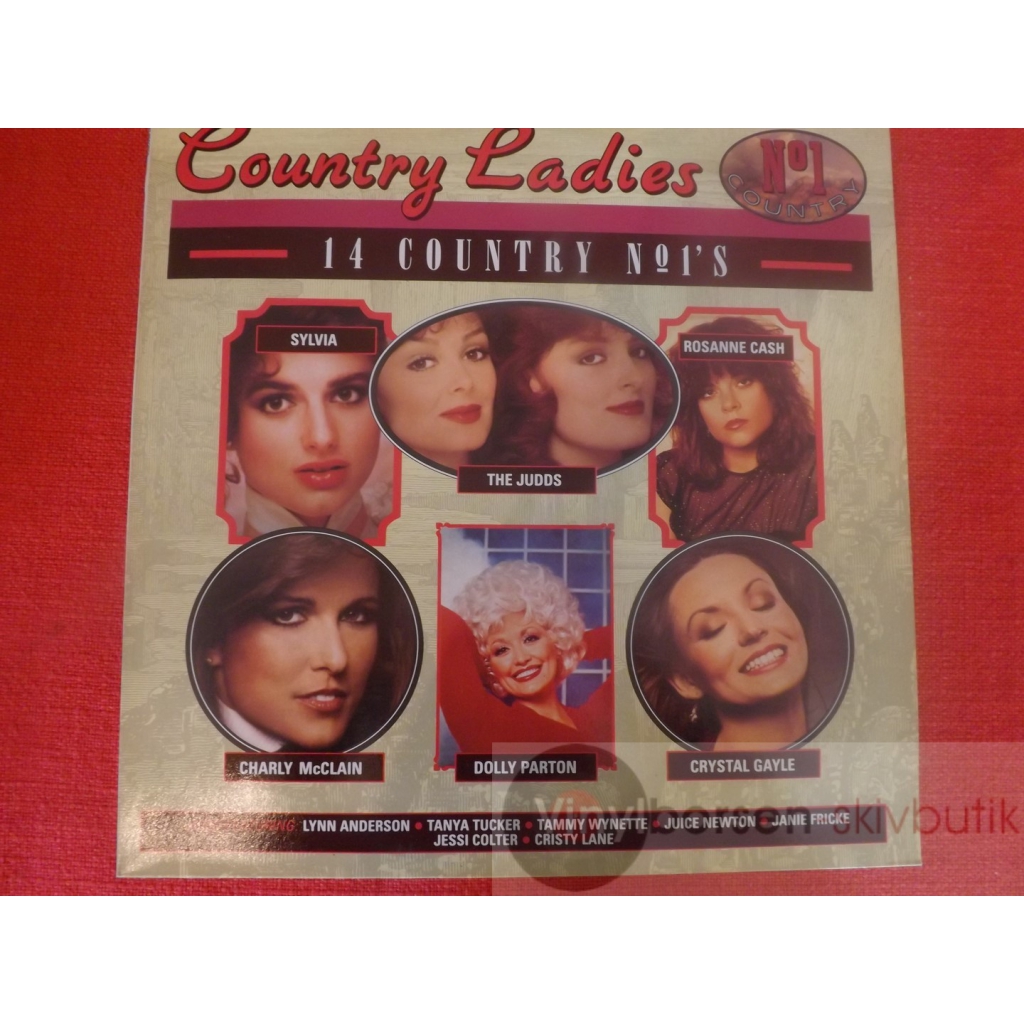 Country Ladies
Nº1
COUNTRY
14 COUNTRY Nº1'S
SYLVIA
THE JUDDS
ROSANNE CASH
CHARLY McCLAIN
DOLLY PARTON
CRYSTAL GAYLE
LYNN ANDERSON • TANYA TUCKER • TAMMY WYNETTE • JUICE NEWTON • JANIE FRICKE
JESSI COLTER • CRISTY LANE
Vinylbörsen skivbutik